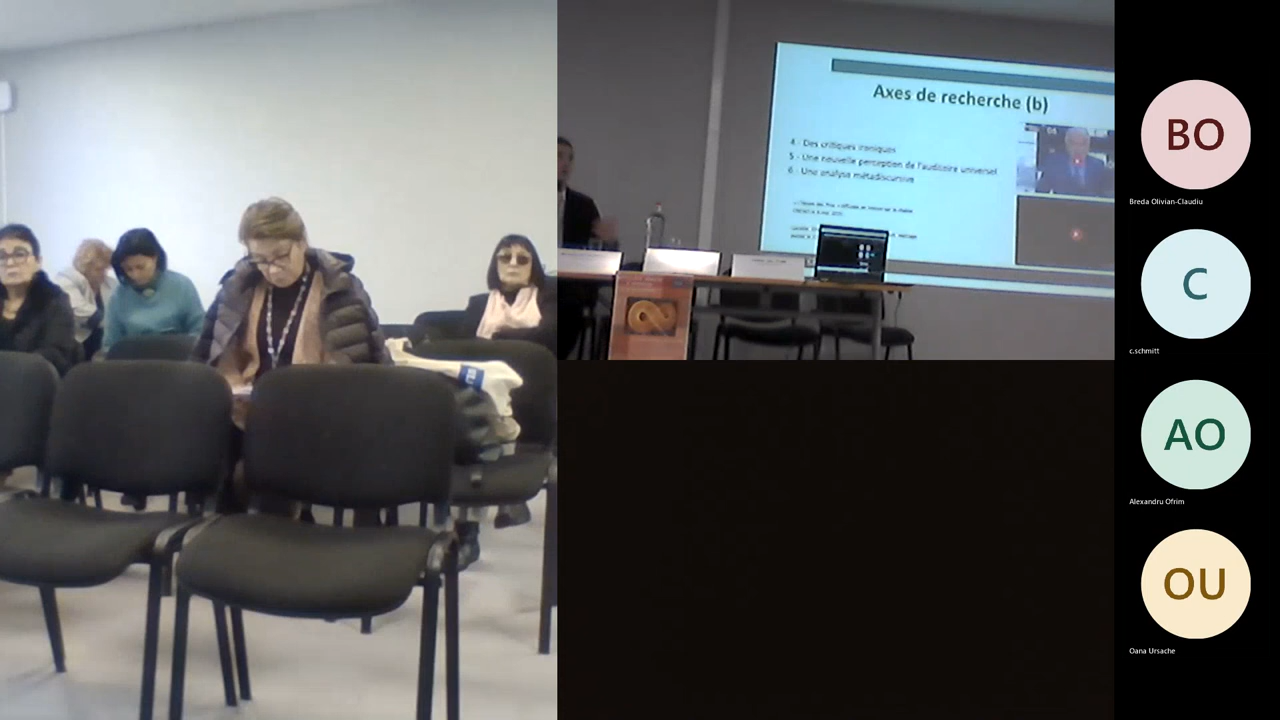 Axes de recherche (b)
4 - Des critiques ironiques
5 - Une nouvelle perception de l'auditoire universel
6 - Une analyse métadiscursive
BO
Breda Olivian-Claudiu
C
c.schmitt
AO
Alexandru Ofrim
OU
Oana Ursache